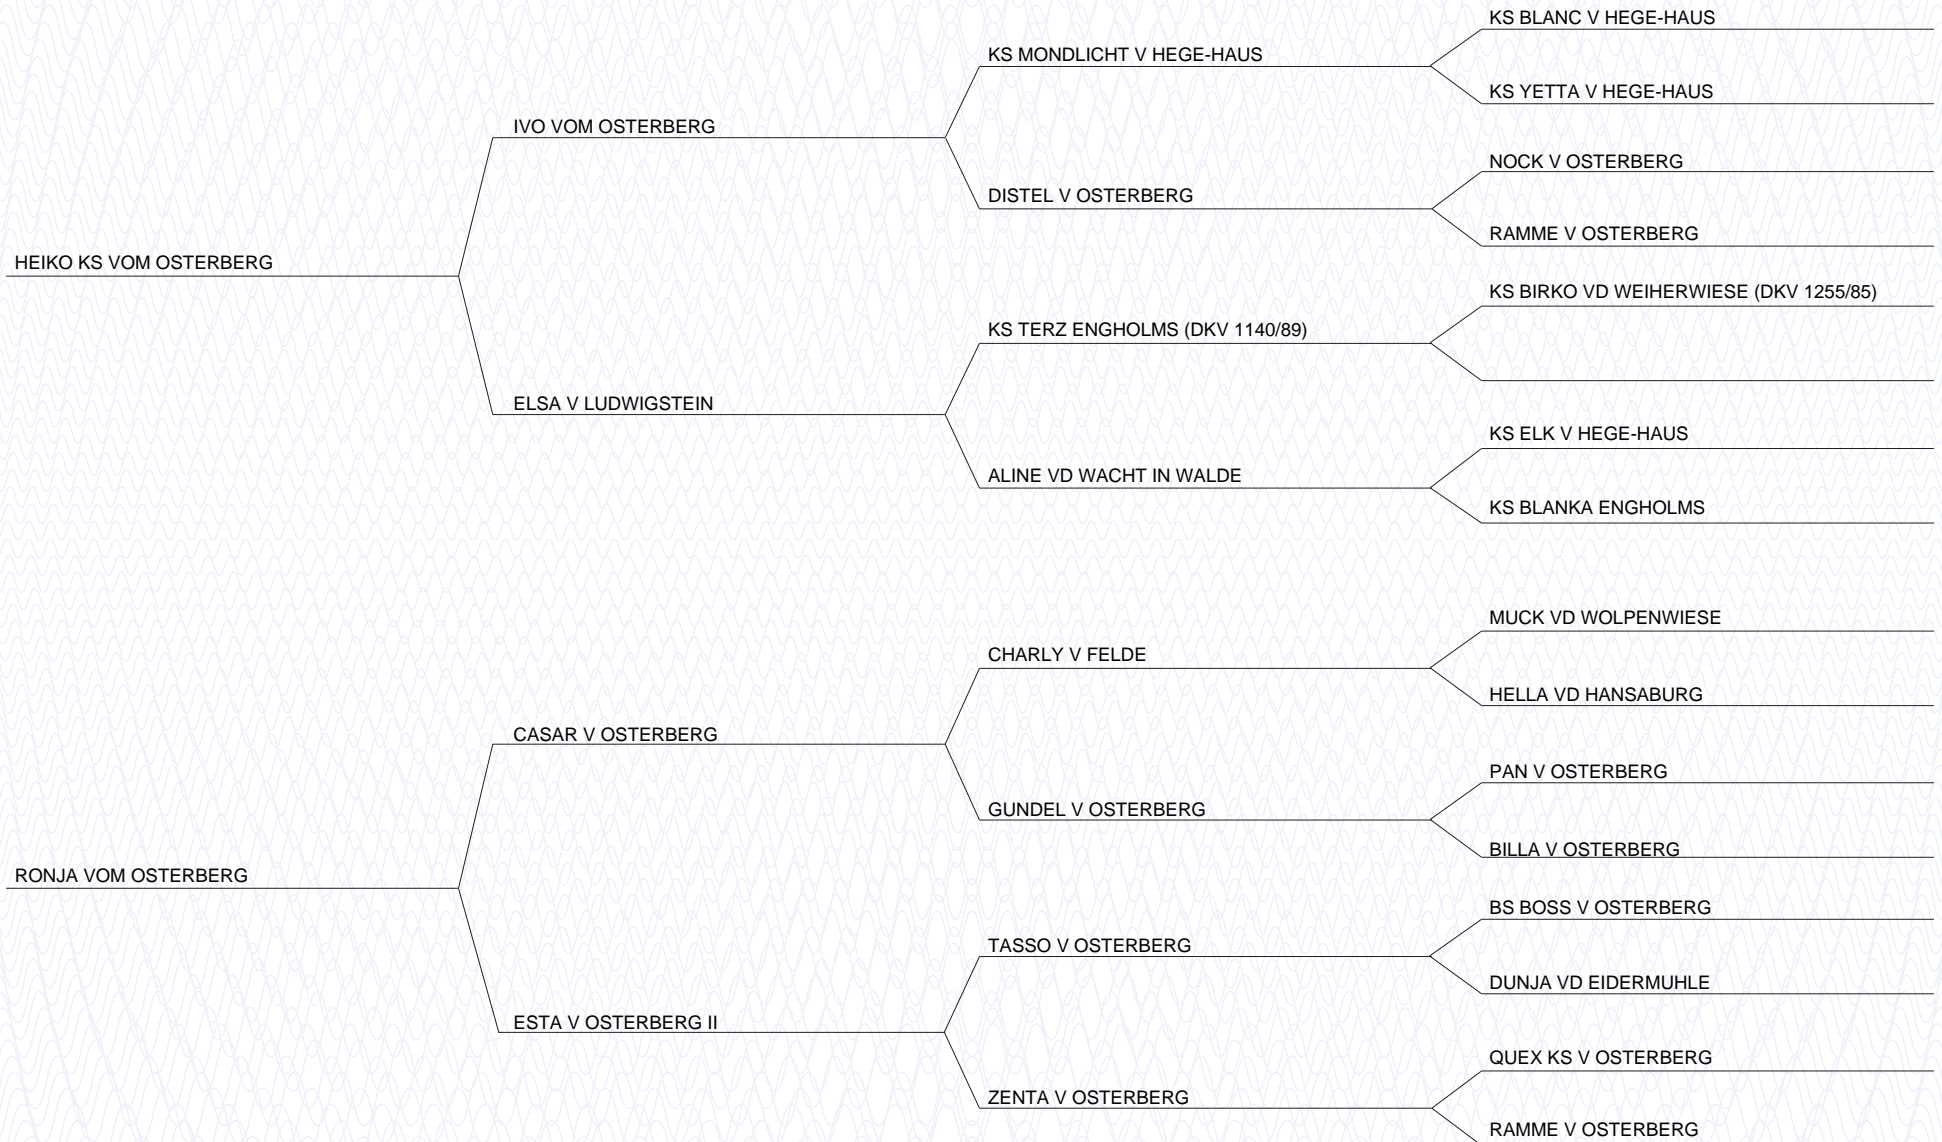 KS BLANC V HEGE-HAUS
KS MONDLICHT V HEGE-HAUS
KS YETTA V HEGE-HAUS
IVO VOM OSTERBERG
NOCK V OSTERBERG
DISTEL V OSTERBERG
RAMME V OSTERBERG
HEIKO KS VOM OSTERBERG
KS BIRKO VD WEIHERWIESE (DKV 1255/85)
KS TERZ ENGHOLMS (DKV 1140/89)
ELSA V LUDWIGSTEIN
KS ELK V HEGE-HAUS
ALINE VD WACHT IN WALDE
KS BLANKA ENGHOLMS
MUCK VD WOLPENWIESE
CHARLY V FELDE
HELLA VD HANSABURG
CASAR V OSTERBERG
PAN V OSTERBERG
GUNDEL V OSTERBERG
BILLA V OSTERBERG
RONJA VOM OSTERBERG
BS BOSS V OSTERBERG
TASSO V OSTERBERG
DUNJA VD EIDERMUHLE
ESTA V OSTERBERG II
QUEX KS V OSTERBERG
ZENTA V OSTERBERG
RAMME V OSTERBERG